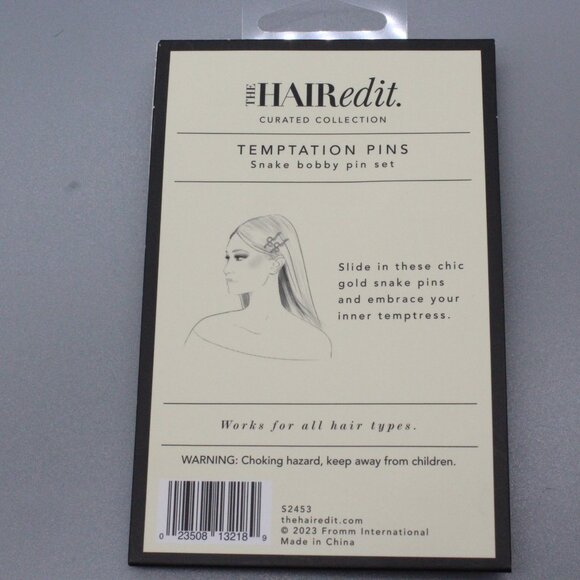 THE HAIRedit.
CURATED COLLECTION
TEMPTATION PINS
Snake bobby pin set
Slide in these chic
gold snake pins
and embrace your
inner temptress.
Works for all hair types.
WARNING: Choking hazard, keep away from children.
S2453
thehairedit.com
© 2023 Fromm International
Made in China
0 23508 13218 9